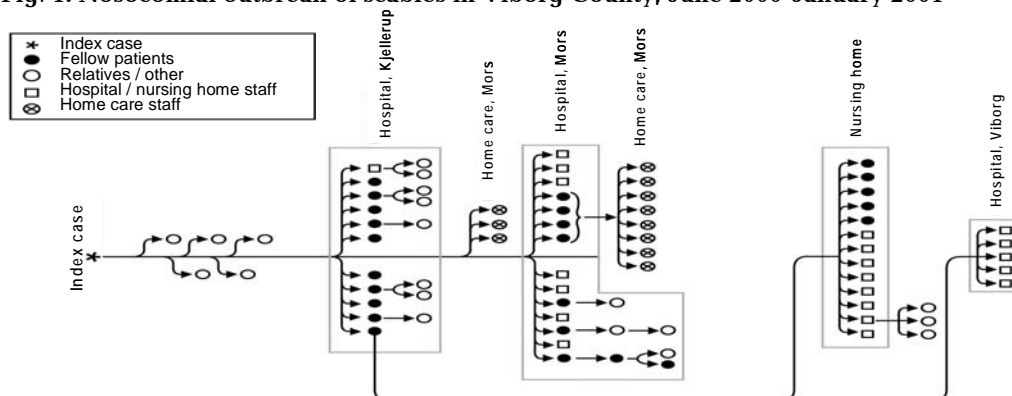 Fig. 1. Nosocomial outbreak of scabies in Viborg County, June 2000-January 2001
Index case
Fellow patients
Relatives / other
Hospital / nursing home staff
Home care staff
Index case
Hospital, Kjellerup
Home care, Mors
Hospital, Mors
Home care, Mors
Nursing home
Hospital, Viborg